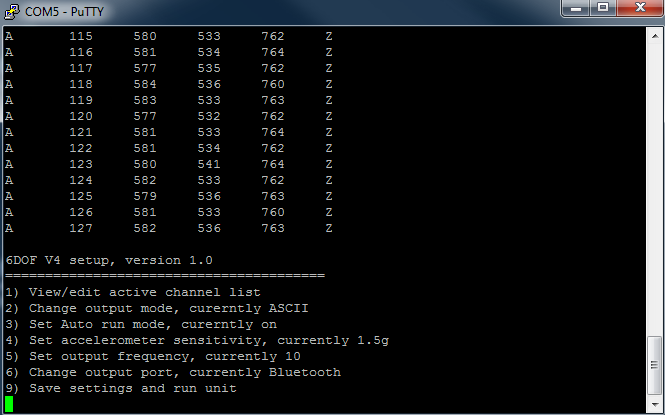 COM5 - PuTTY
A 115 580 533 762 Z
A 116 581 534 764 Z
A 117 577 535 762 Z
A 118 584 536 760 Z
A 119 583 533 763 Z
A 120 577 532 762 Z
A 121 581 533 764 Z
A 122 581 534 762 Z
A 123 580 541 764 Z
A 124 582 533 762 Z
A 125 579 536 763 Z
A 126 581 533 760 Z
A 127 582 536 763 Z
6DOF V4 setup, version 1.0
========================================
1) View/edit active channel list
2) Change output mode, curerntly ASCII
3) Set Auto run mode, curerntly on
4) Set accelerometer sensitivity, currently 1.5g
5) Set output frequency, currently 10
6) Change output port, currently Bluetooth
9) Save settings and run unit